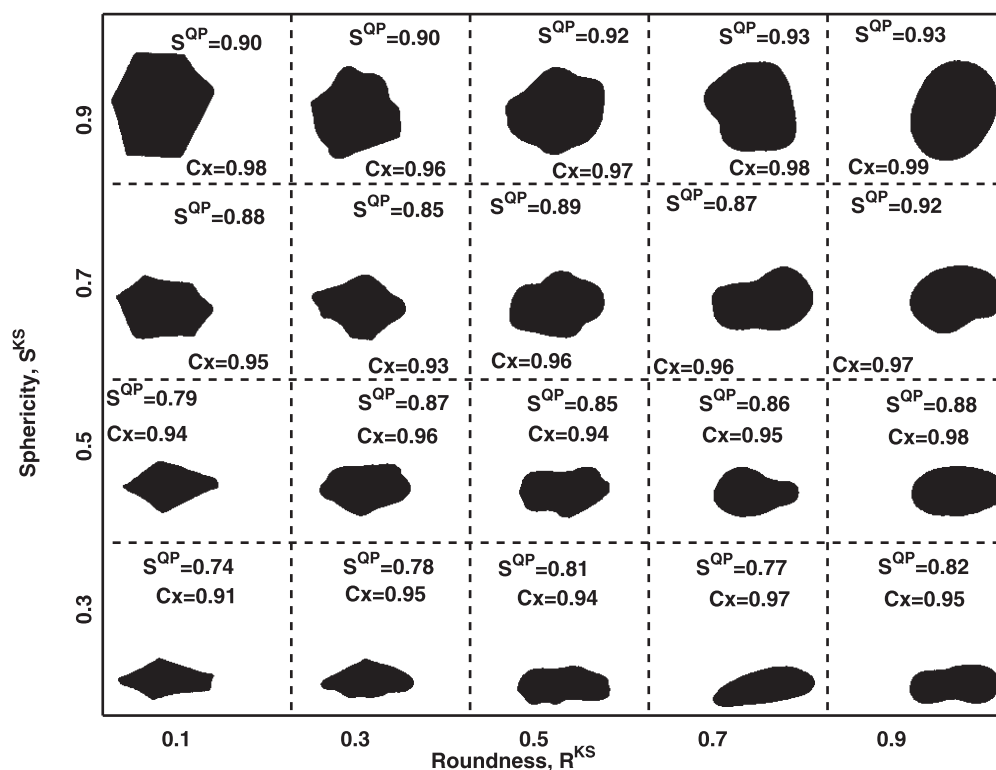 S^QP=0.90 S^QP=0.90 S^QP=0.92 S^QP=0.93 S^QP=0.93
0.9
Cx=0.98 Cx=0.96 Cx=0.97 Cx=0.98 Cx=0.99
S^QP=0.88 S^QP=0.85 S^QP=0.89 S^QP=0.87 S^QP=0.92
0.7
Cx=0.95 Cx=0.93 Cx=0.96 Cx=0.96 Cx=0.97
Sphericity, S^KS
S^QP=0.79 S^QP=0.87 S^QP=0.85 S^QP=0.86 S^QP=0.88
Cx=0.94 Cx=0.96 Cx=0.94 Cx=0.95 Cx=0.98
0.5
S^QP=0.74 S^QP=0.78 S^QP=0.81 S^QP=0.77 S^QP=0.82
Cx=0.91 Cx=0.95 Cx=0.94 Cx=0.97 Cx=0.95
0.3
0.1 0.3 0.5 0.7 0.9
Roundness, R^KS